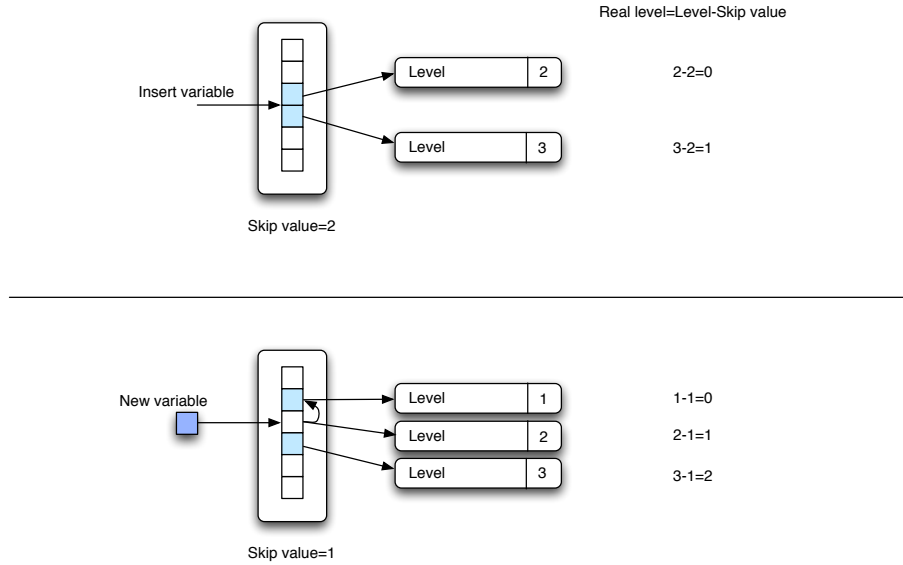 Real level=Level-Skip value
Level 2
2-2=0
Insert variable
Level 3
3-2=1
Skip value=2
New variable
Level 1
1-1=0
Level 2
2-1=1
Level 3
3-1=2
Skip value=1